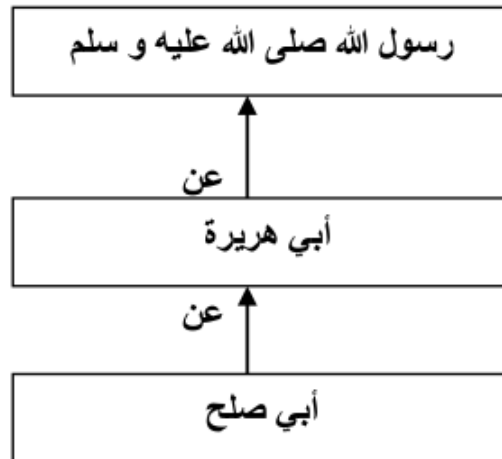 رسول الله صلى الله عليه و سلم
عن
أبي هريرة
عن
أبي صلح